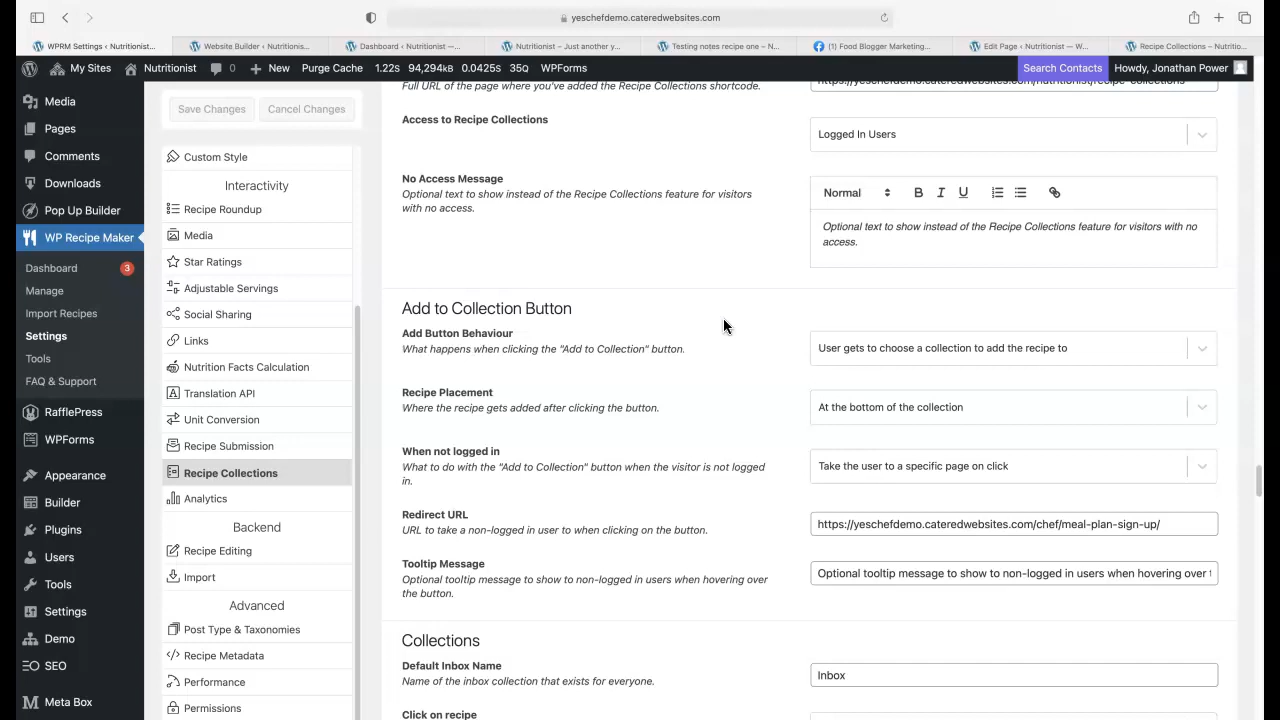 yeschefdemo.cateredwebsites.com
WPRM Settings ‹ Nutritionist...
Website Builder ‹ Nutritionis...
Dashboard ‹ Nutritionist —...
Nutritionist – Just another y...
Testing notes recipe one – N...
(1) Food Blogger Marketing...
Edit Page ‹ Nutritionist — W...
Recipe Collections – Nutritio...
My Sites
Nutritionist
0
New
Purge Cache
1.22s
94,294kB
0.0425s
35Q
WPForms
Search Contacts
Howdy, Jonathan Power
Media
Pages
Comments
Downloads
Pop Up Builder
WP Recipe Maker
Dashboard 3
Manage
Import Recipes
Settings
Tools
FAQ & Support
RafflePress
WPForms
Appearance
Builder
Plugins
Users
Tools
Settings
Demo
SEO
Meta Box
Save Changes
Cancel Changes
Custom Style
Interactivity
Recipe Roundup
Media
Star Ratings
Adjustable Servings
Social Sharing
Links
Nutrition Facts Calculation
Translation API
Unit Conversion
Recipe Submission
Recipe Collections
Analytics
Backend
Recipe Editing
Import
Advanced
Post Type & Taxonomies
Recipe Metadata
Performance
Permissions
Full URL of the page where you've added the Recipe Collections shortcode.
https://yeschefdemo.cateredwebsites.com/nutritionist/recipe-collections
Access to Recipe Collections
Logged In Users
No Access Message
Optional text to show instead of the Recipe Collections feature for visitors
with no access.
Normal
B
I
U
Optional text to show instead of the Recipe Collections feature for visitors with no
access.
Add to Collection Button
Add Button Behaviour
What happens when clicking the "Add to Collection" button.
User gets to choose a collection to add the recipe to
Recipe Placement
Where the recipe gets added after clicking the button.
At the bottom of the collection
When not logged in
What to do with the "Add to Collection" button when the visitor is not logged
in.
Take the user to a specific page on click
Redirect URL
URL to take a non-logged in user to when clicking on the button.
https://yeschefdemo.cateredwebsites.com/chef/meal-plan-sign-up/
Tooltip Message
Optional tooltip message to show to non-logged in users when hovering over
the button.
Optional tooltip message to show to non-logged in users when hovering over
Collections
Default Inbox Name
Name of the inbox collection that exists for everyone.
Inbox
Click on recipe